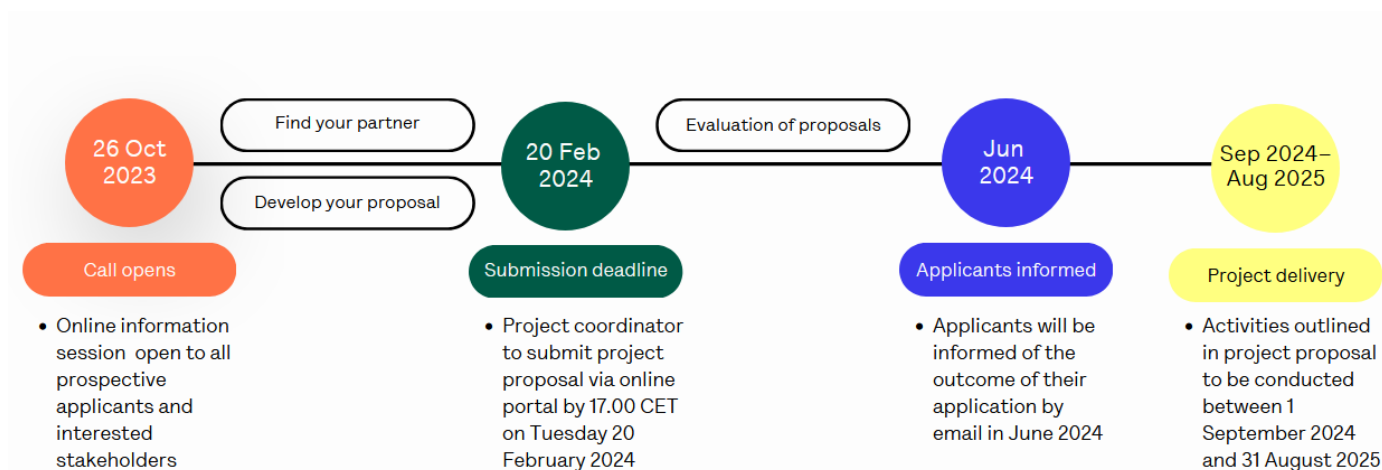 26 Oct
2023
Find your partner
Develop your proposal
20 Feb
2024
Evaluation of proposals
Jun
2024
Sep 2024–
Aug 2025
Call opens
Submission deadline
Applicants informed
Project delivery
• Online information
session open to all
prospective
applicants and
interested
stakeholders
• Project coordinator
to submit project
proposal via online
portal by 17.00 CET
on Tuesday 20
February 2024
• Applicants will be
informed of the
outcome of their
application by
email in June 2024
• Activities outlined
in project proposal
to be conducted
between 1
September 2024
and 31 August 2025